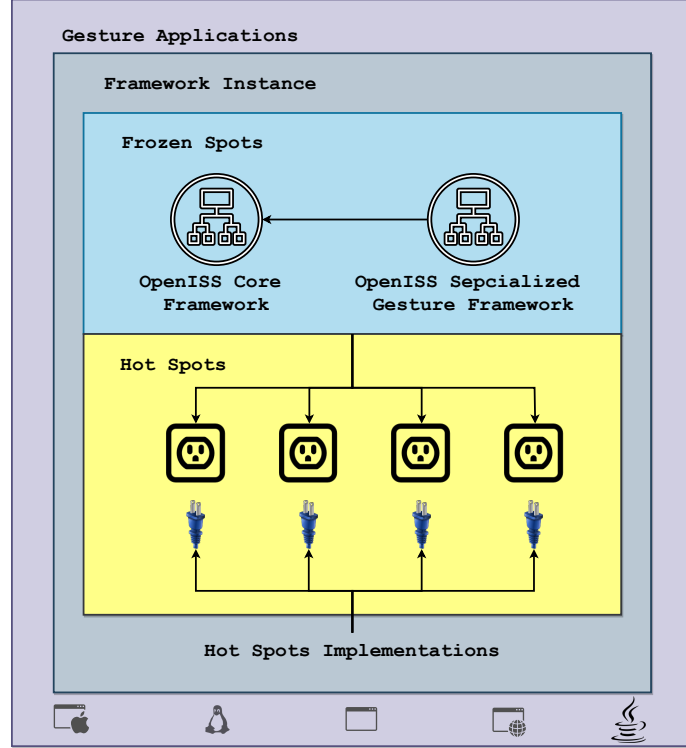 Gesture Applications
Framework Instance
Frozen Spots
OpenISS Core
Framework
OpenISS Sepcialized
Gesture Framework
Hot Spots
Hot Spots Implementations